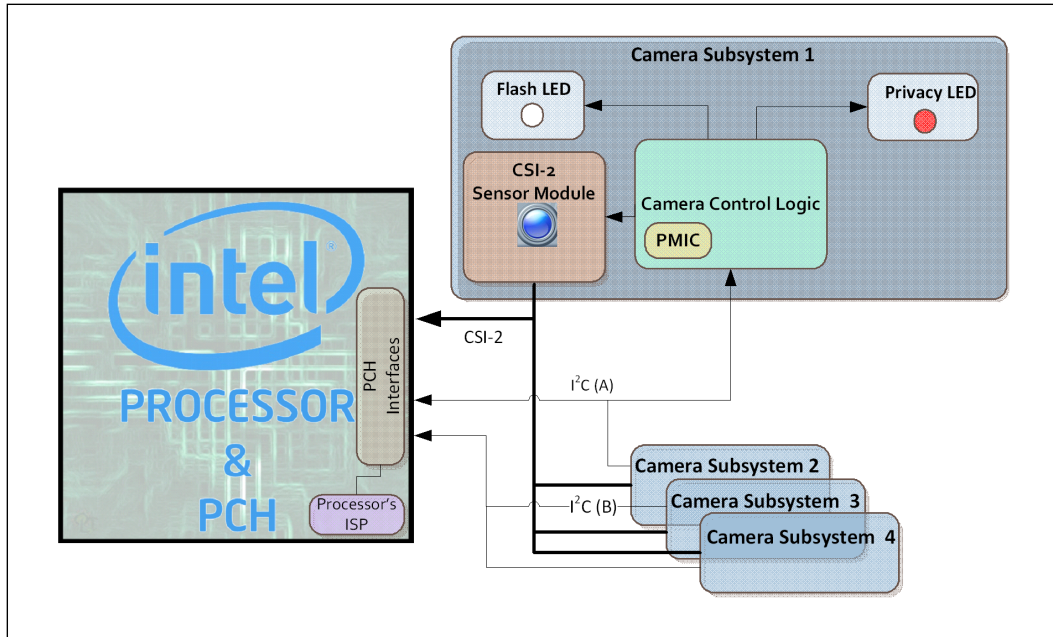 Camera Subsystem 1
Flash LED
Privacy LED
CSI-2
Sensor Module
Camera Control Logic
PMIC
intel®
PROCESSOR
&
PCH
PCH
Interfaces
Processor's
ISP
CSI-2
I²C (A)
I²C (B)
Camera Subsystem 2
Camera Subsystem 3
Camera Subsystem 4